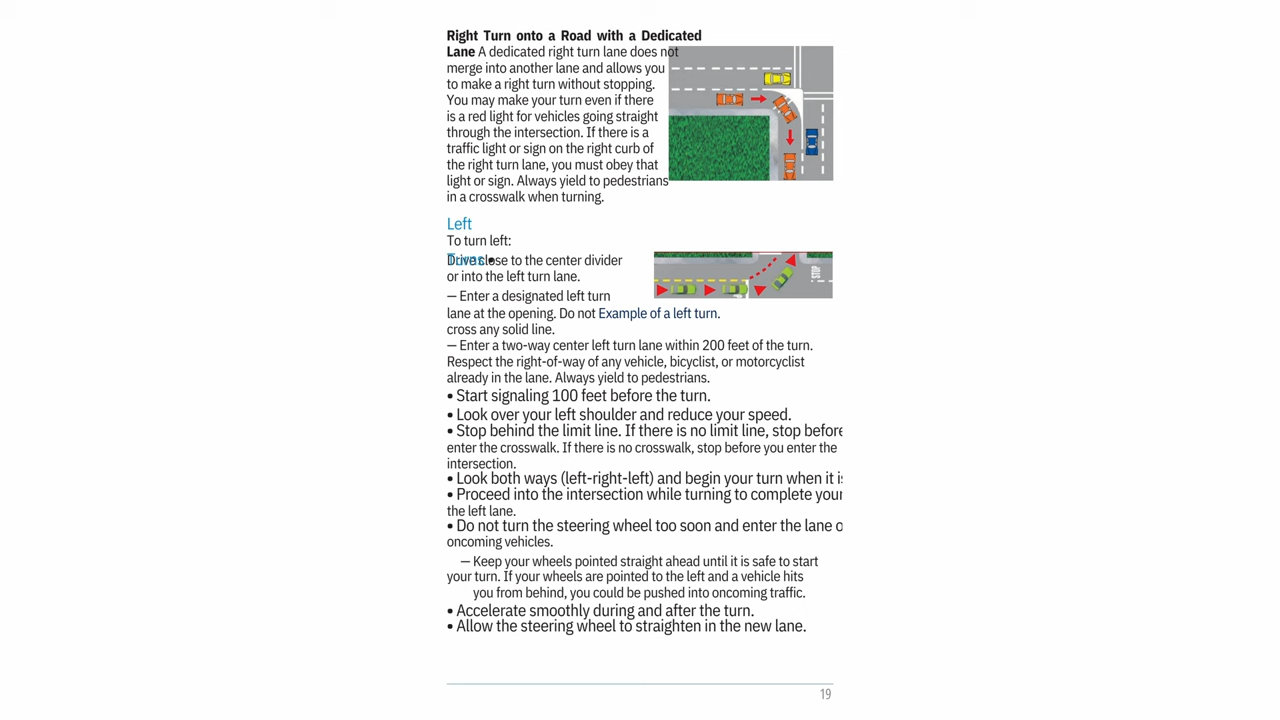 Right Turn onto a Road with a Dedicated
Lane A dedicated right turn lane does not
merge into another lane and allows you
to make a right turn without stopping.
You may make your turn even if there
is a red light for vehicles going straight
through the intersection. If there is a
traffic light or sign on the right curb of
the right turn lane, you must obey that
light or sign. Always yield to pedestrians
in a crosswalk when turning.
Left
To turn left:
Turns •
Drive close to the center divider
or into the left turn lane.
STOP
— Enter a designated left turn
lane at the opening. Do not Example of a left turn.
cross any solid line.
— Enter a two-way center left turn lane within 200 feet of the turn.
Respect the right-of-way of any vehicle, bicyclist, or motorcyclist
already in the lane. Always yield to pedestrians.
• Start signaling 100 feet before the turn.
• Look over your left shoulder and reduce your speed.
• Stop behind the limit line. If there is no limit line, stop before
enter the crosswalk. If there is no crosswalk, stop before you enter the
intersection.
• Look both ways (left-right-left) and begin your turn when it is
• Proceed into the intersection while turning to complete your
the left lane.
• Do not turn the steering wheel too soon and enter the lane o
oncoming vehicles.
— Keep your wheels pointed straight ahead until it is safe to start
your turn. If your wheels are pointed to the left and a vehicle hits
you from behind, you could be pushed into oncoming traffic.
• Accelerate smoothly during and after the turn.
• Allow the steering wheel to straighten in the new lane.
19